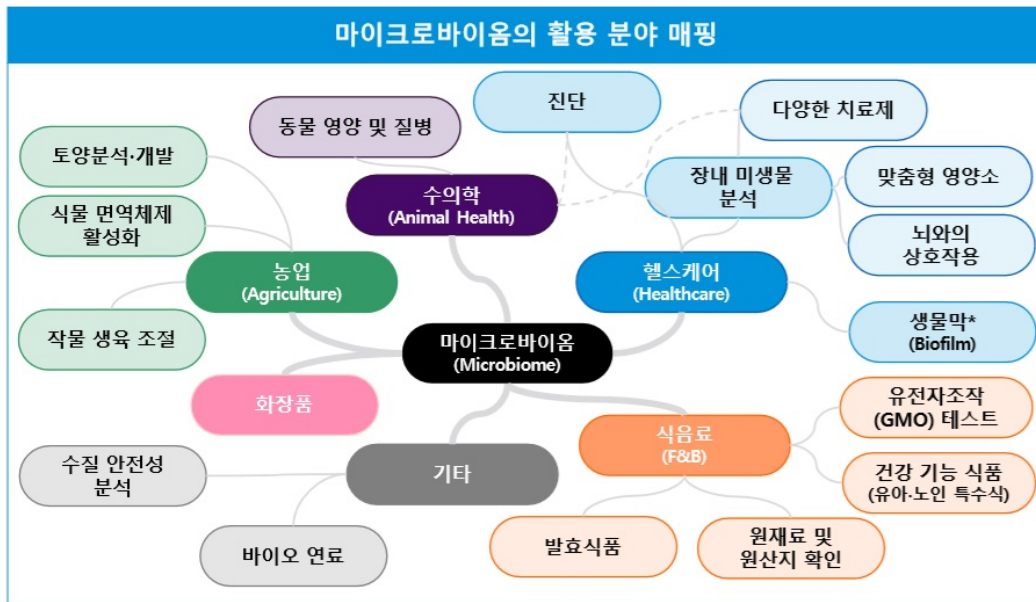 마이크로바이옴의 활용 분야 매핑
진단
다양한 치료제
동물 영양 및 질병
토양분석·개발
장내 미생물
분석
맞춤형 영양소
수의학
(Animal Health)
식물 면역체제
활성화
뇌와의
상호작용
농업
(Agriculture)
헬스케어
(Healthcare)
작물 생육 조절
마이크로바이옴
(Microbiome)
생물막*
(Biofilm)
화장품
유전자조작
(GMO) 테스트
식음료
(F&B)
수질 안전성
분석
기타
건강 기능 식품
(유아·노인 특수식)
바이오 연료
발효식품
원재료 및
원산지 확인